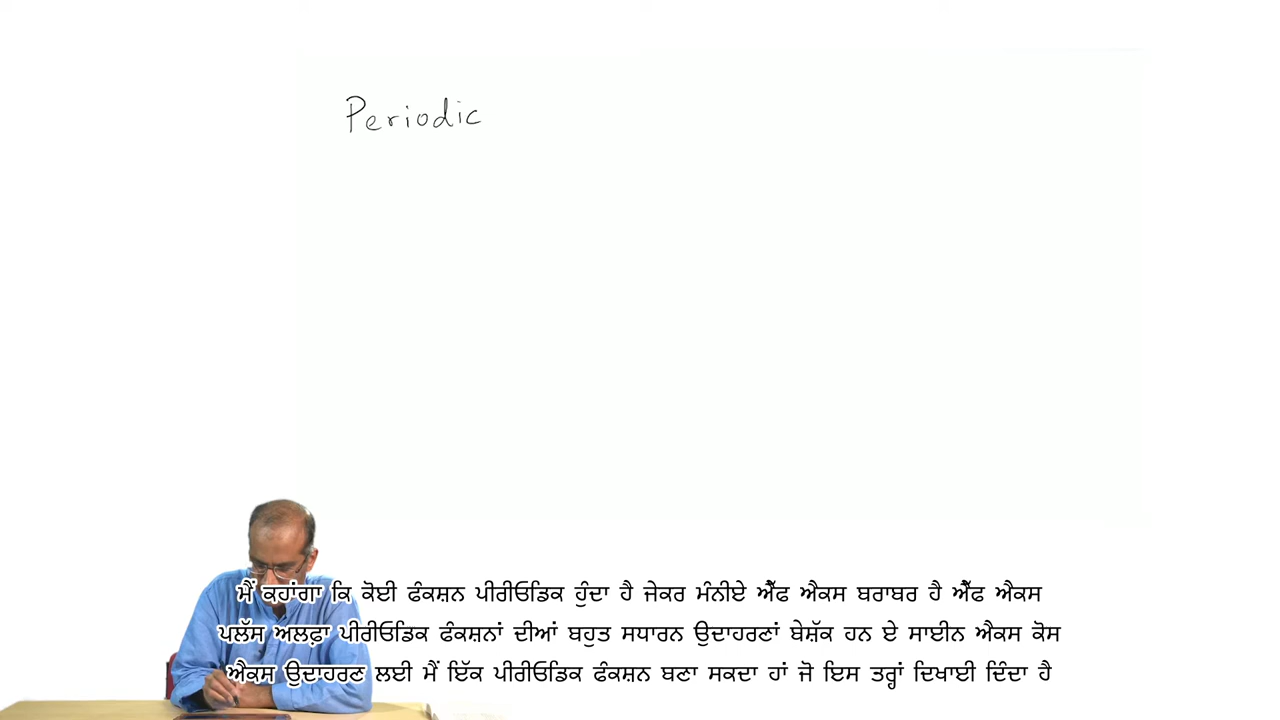 Periodic
ਮੈਂ ਕਹਾਂਗਾ ਕਿ ਕੋਈ ਫੰਕਸ਼ਨ ਪੀਰੀਓਡਿਕ ਹੁੰਦਾ ਹੈ ਜੇਕਰ ਮੰਨੀਏ ਐੱਫ ਐਕਸ ਬਰਾਬਰ ਹੈ ਐੱਫ ਐਕਸ
ਪਲੱਸ ਅਲਫ਼ਾ ਪੀਰੀਓਡਿਕ ਫੰਕਸ਼ਨਾਂ ਦੀਆਂ ਬਹੁਤ ਸਧਾਰਨ ਉਦਾਹਰਣਾਂ ਬੇਸ਼ੱਕ ਹਨ ਏ ਸਾਈਨ ਐਕਸ ਕੋਸ
ਐਕਸ ਉਦਾਹਰਣ ਲਈ ਮੈਂ ਇੱਕ ਪੀਰੀਓਡਿਕ ਫੰਕਸ਼ਨ ਬਣਾ ਸਕਦਾ ਹਾਂ ਜੋ ਇਸ ਤਰ੍ਹਾਂ ਦਿਖਾਈ ਦਿੰਦਾ ਹੈ